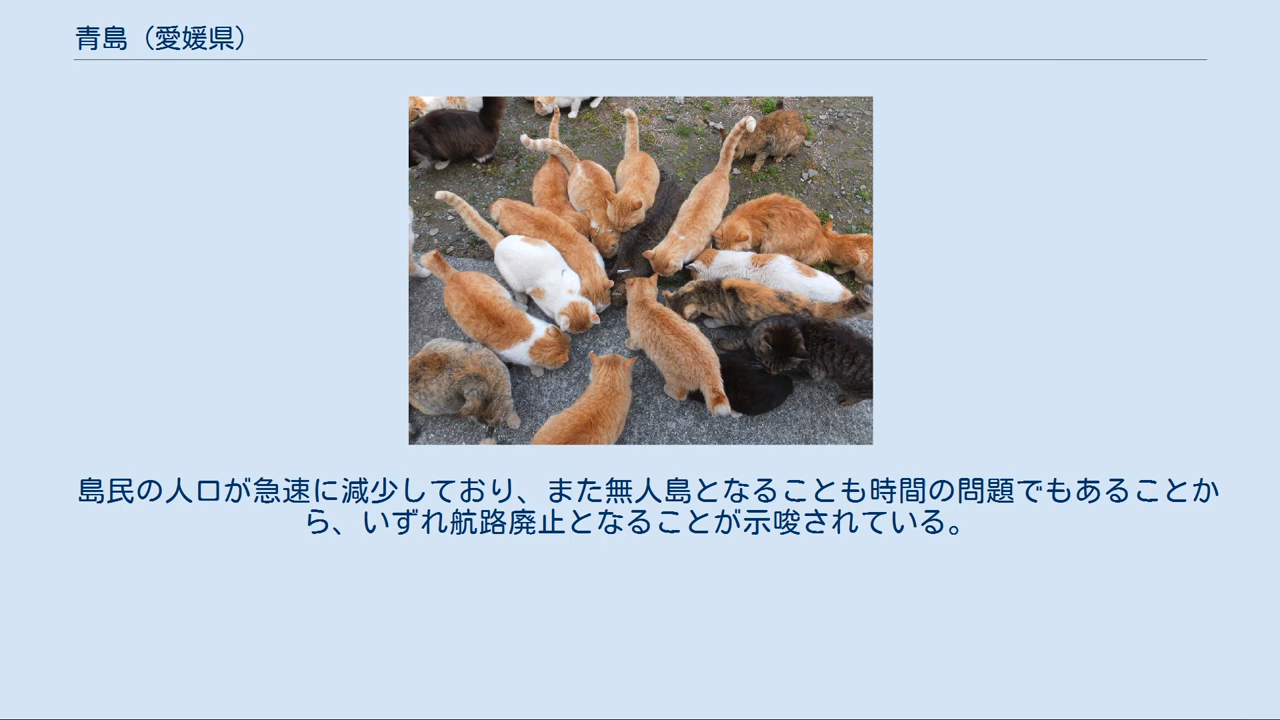 青島（愛媛県）
島民の人口が急速に減少しており、また無人島となることも時間の問題でもあることか
ら、いずれ航路廃止となることが示唆されている。